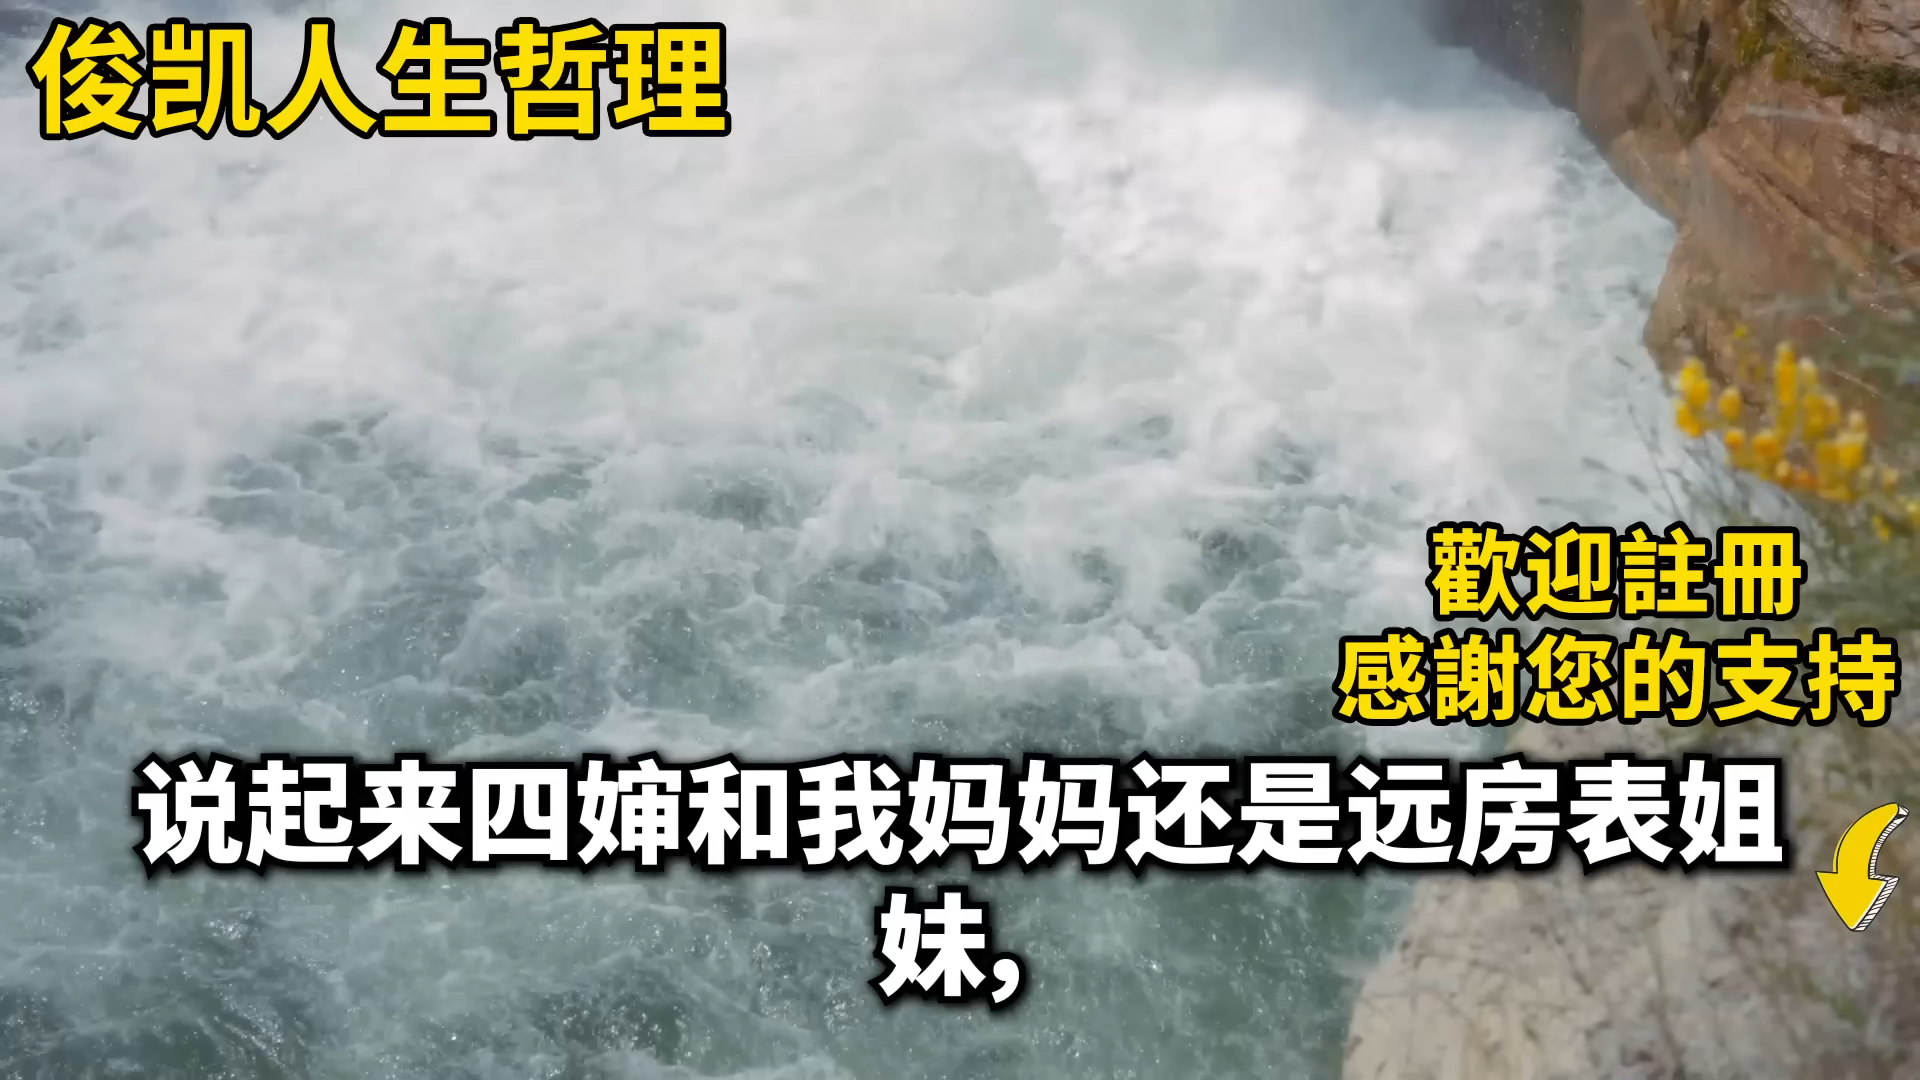 俊凯人生哲理
歡迎註冊
感謝您的支持
说起来四婶和我妈妈还是远房表姐
妹,